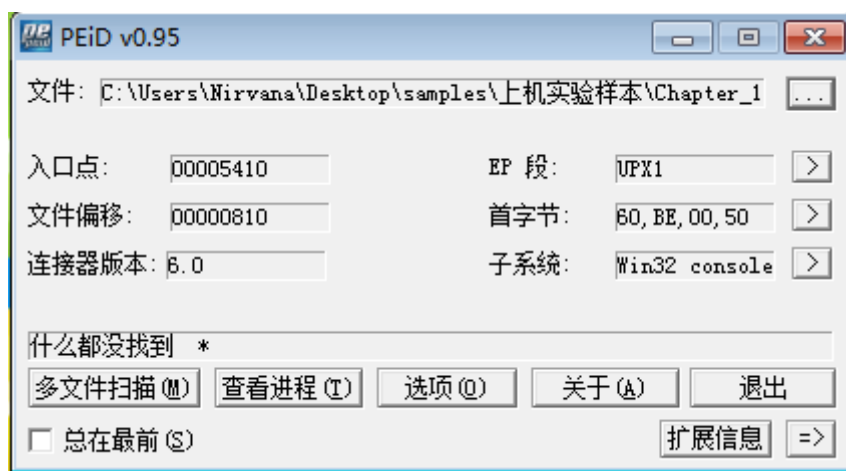 PEiD v0.95
文件: C:\Users\Nirvana\Desktop\samples\上机实验样本\Chapter_1 ...
入口点: 00005410 EP 段: UPX1 >
文件偏移: 00000810 首字节: 60,BE,00,50 >
连接器版本: 6.0 子系统: Win32 console >
什么都没找到 *
多文件扫描(M) 查看进程(T) 选项(O) 关于(A) 退出
总在最前(S) 扩展信息 =>